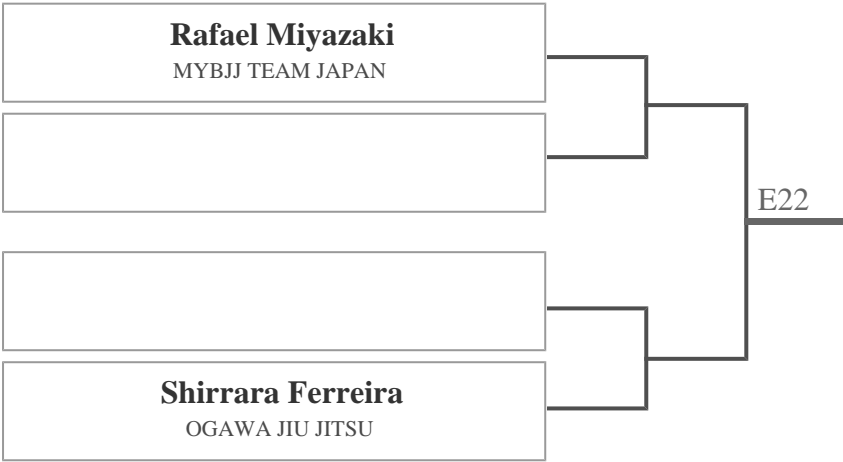 Rafael Miyazaki
MYBJJ TEAM JAPAN
E22
Shirrara Ferreira
OGAWA JIU JITSU